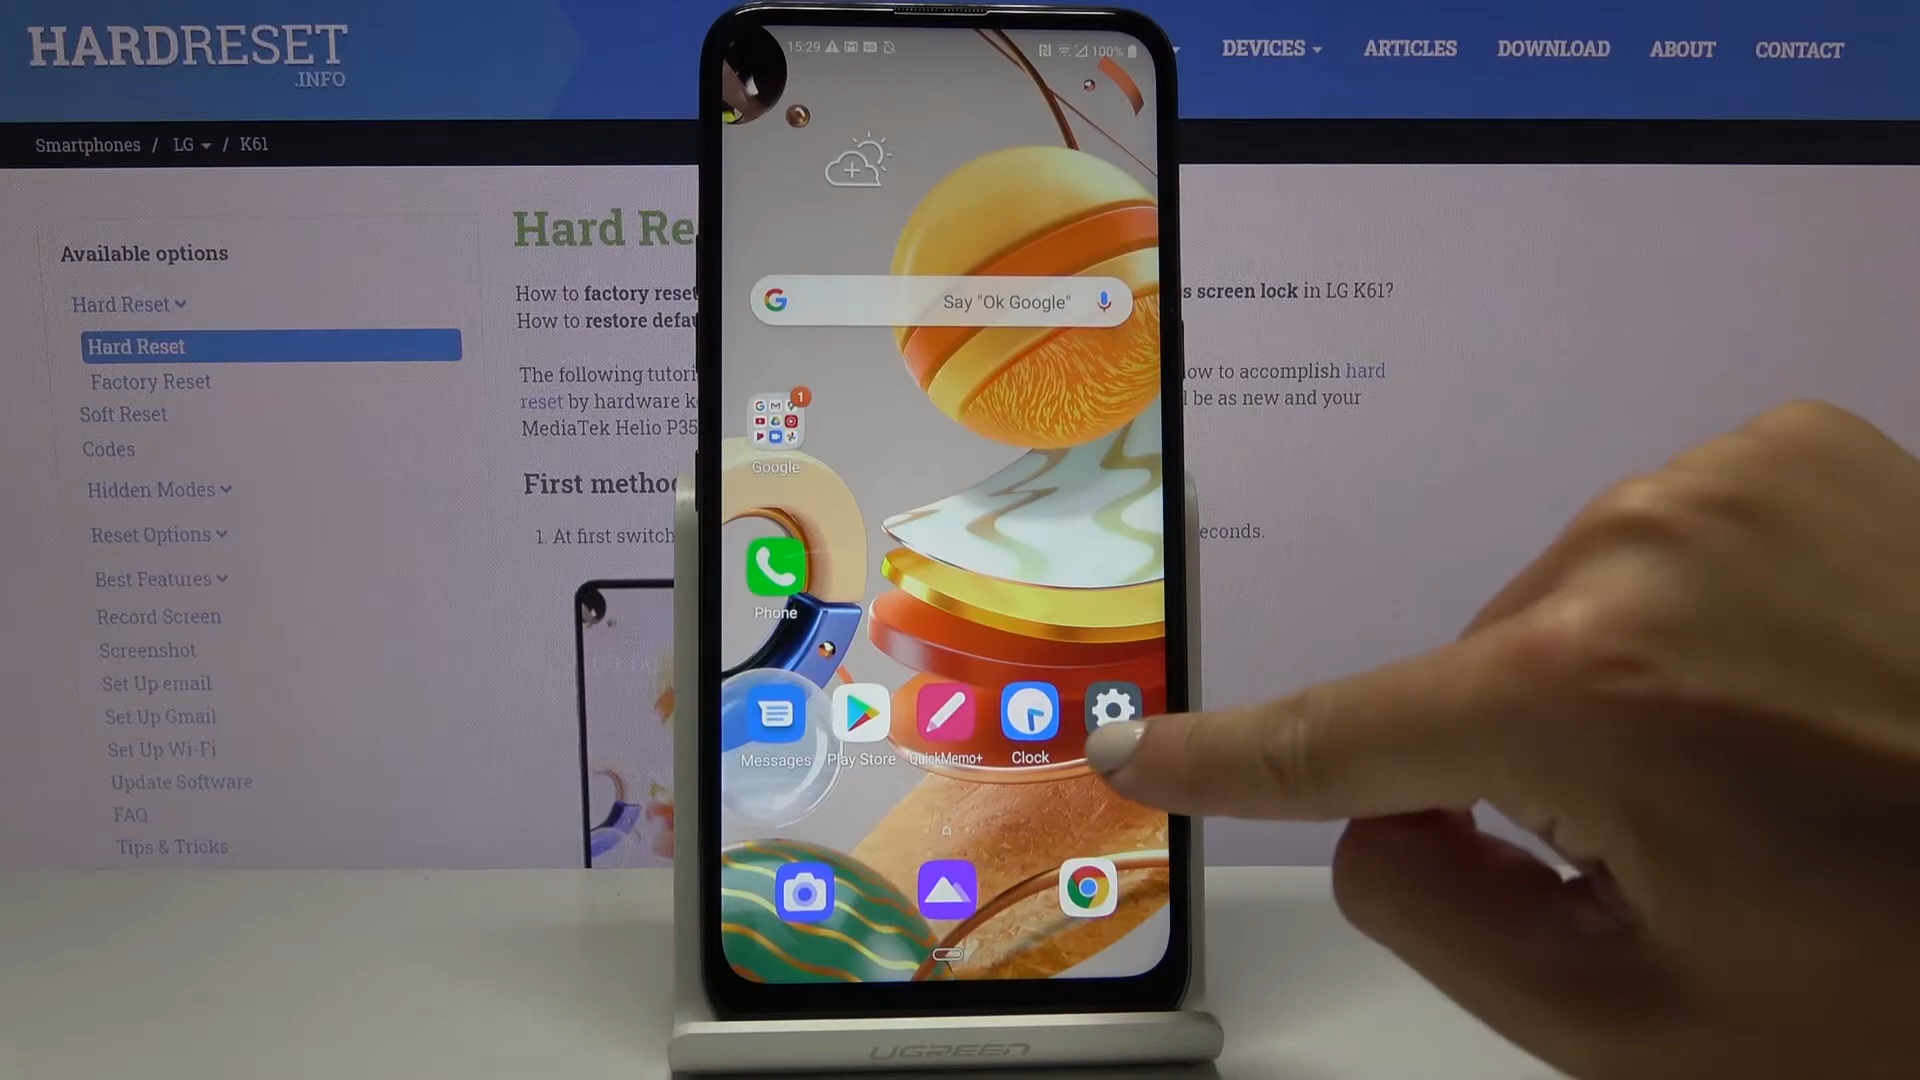 HARDRESET
.INFO
DEVICES
ARTICLES
DOWNLOAD
ABOUT
CONTACT
Smartphones / LG / K61
Available options
Hard Reset
Hard Reset
Factory Reset
Soft Reset
Codes
Hidden Modes
Reset Options
Best Features
Record Screen
Screenshot
Set Up email
Set Up Gmail
Set Up Wi-Fi
Update Software
FAQ
Tips & Tricks
Hard Re
How to factory reset
s screen lock in LG K61?
How to restore defau
The following tutori
ow to accomplish hard
reset by hardware k
l be as new and your
MediaTek Helio P35
First method
1. At first switch
econds.
15:29
100%
Say "Ok Google"
1
Google
Phone
Messages
Play Store
QuickMemo+
Clock
UGREEN